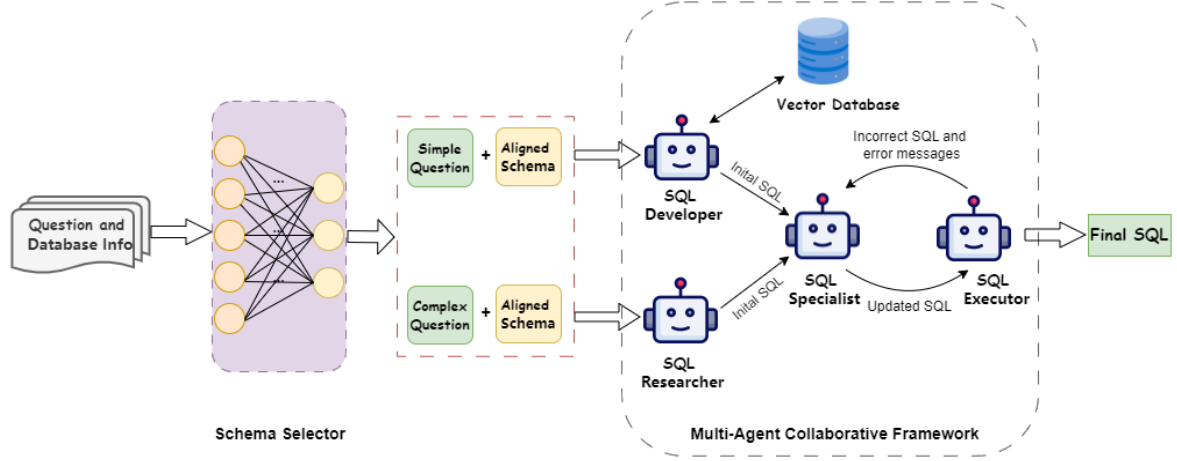 Question and
Database Info
...
...
...
Schema Selector
Simple
Question
+
Aligned
Schema
Complex
Question
+
Aligned
Schema
Vector Database
SQL
Developer
Inital SQL
SQL
Researcher
Inital SQL
SQL
Specialist
Incorrect SQL and
error messages
Updated SQL
SQL
Executor
Multi-Agent Collaborative Framework
Final SQL